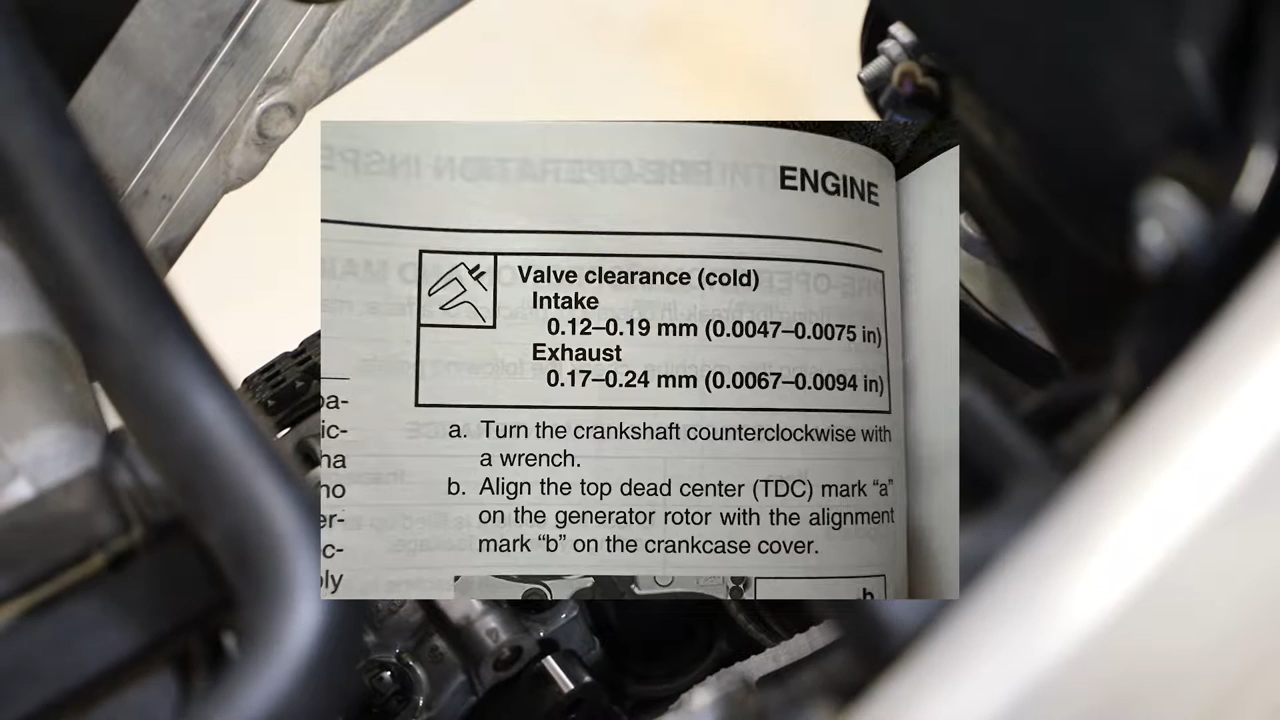 ENGINE
Valve clearance (cold)
Intake
0.12–0.19 mm (0.0047–0.0075 in)
Exhaust
0.17–0.24 mm (0.0067–0.0094 in)
a. Turn the crankshaft counterclockwise with
a wrench.
b. Align the top dead center (TDC) mark “a”
on the generator rotor with the alignment
mark “b” on the crankcase cover.
b